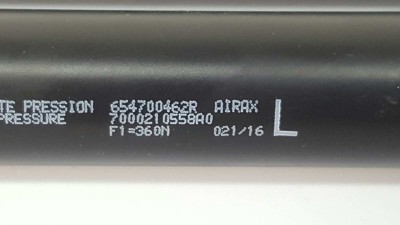 TE PRESSION 654700462R AIRAX L
PRESSURE 7000210558A0
F1=360N 021/16